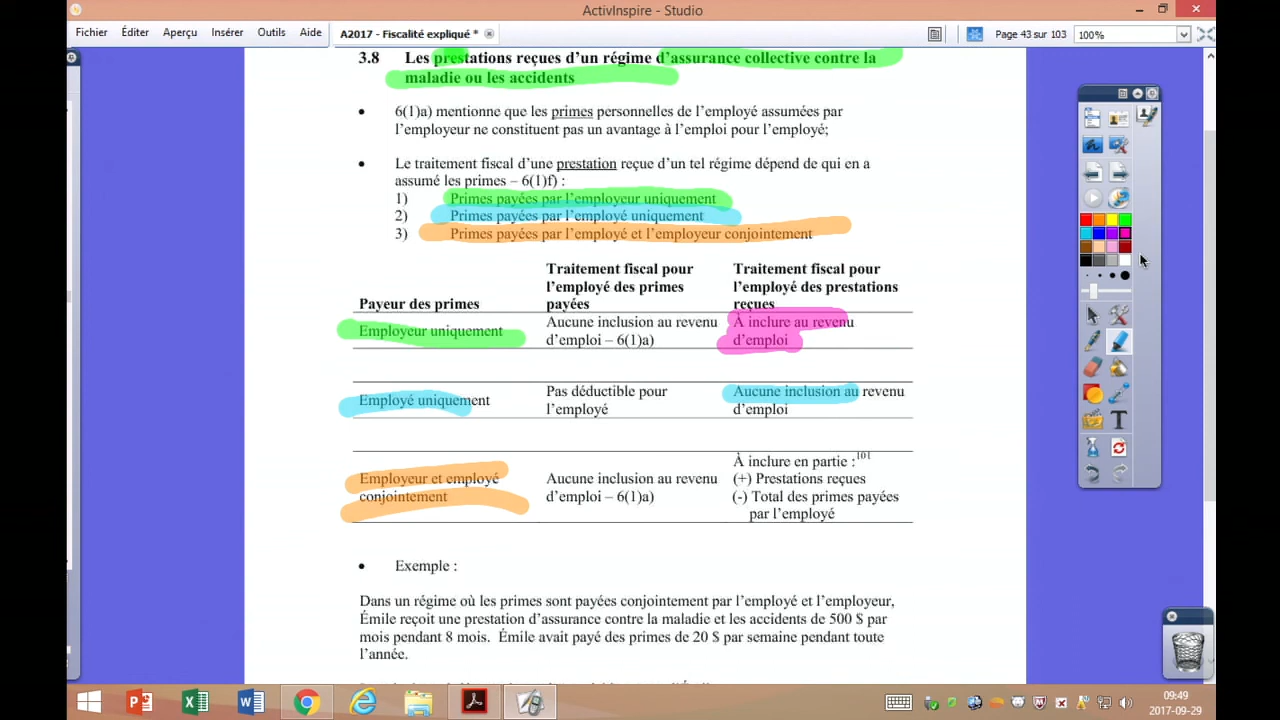 ActivInspire - Studio
Fichier Éditer Aperçu Insérer Outils Aide
A2017 - Fiscalité expliqué *
Page 43 sur 103
100%
3.8 Les prestations reçues d’un régime d’assurance collective contre la
maladie ou les accidents
• 6(1)a) mentionne que les primes personnelles de l’employé assumées par
l’employeur ne constituent pas un avantage à l’emploi pour l’employé;
• Le traitement fiscal d’une prestation reçue d’un tel régime dépend de qui en a
assumé les primes – 6(1)f) :
1) Primes payées par l’employeur uniquement
2) Primes payées par l’employé uniquement
3) Primes payées par l’employé et l’employeur conjointement
Payeur des primes
Traitement fiscal pour
l’employé des primes
payées
Traitement fiscal pour
l’employé des prestations
reçues
Employeur uniquement
Aucune inclusion au revenu
d’emploi – 6(1)a)
À inclure au revenu
d’emploi
Employé uniquement
Pas déductible pour
l’employé
Aucune inclusion au revenu
d’emploi
Employeur et employé
conjointement
Aucune inclusion au revenu
d’emploi – 6(1)a)
À inclure en partie :101
(+) Prestations reçues
(-) Total des primes payées
par l’employé
• Exemple :
Dans un régime où les primes sont payées conjointement par l’employé et l’employeur,
Émile reçoit une prestation d’assurance contre la maladie et les accidents de 500 $ par
mois pendant 8 mois. Émile avait payé des primes de 20 $ par semaine pendant toute
l’année.
09:49
2017-09-29